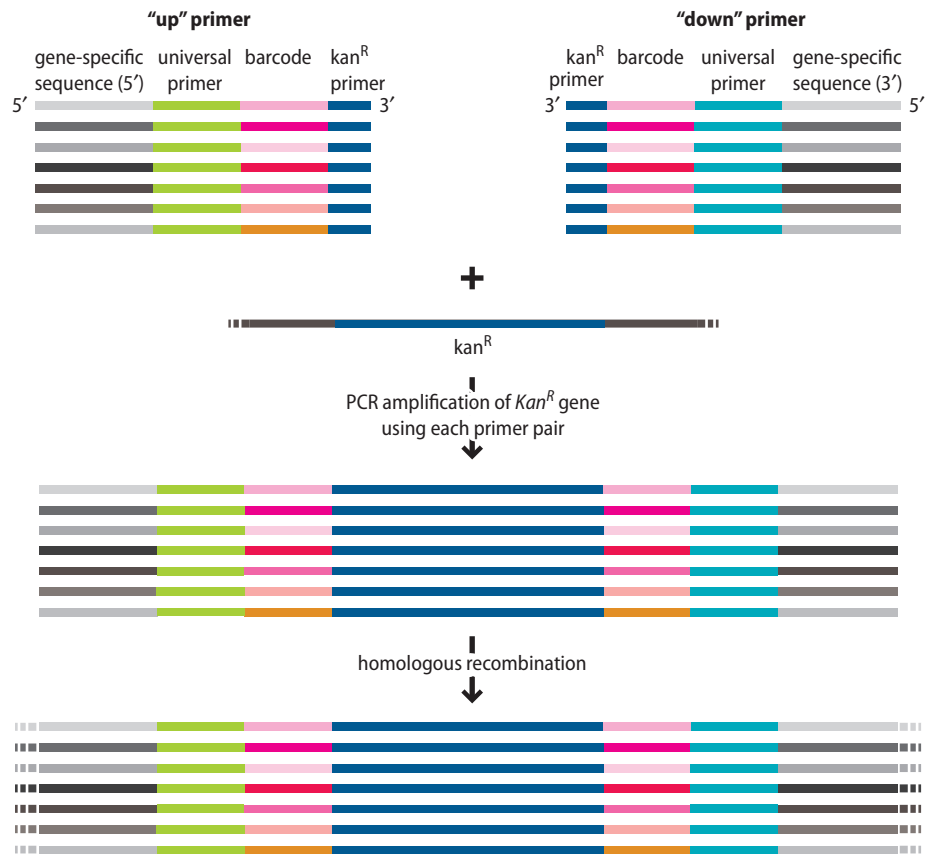 “up” primer
“down” primer
gene-specific sequence (5′)
universal primer
barcode
kanᴿ primer
kanᴿ primer
barcode
universal primer
gene-specific sequence (3′)
5′
3′
3′
5′
+
kanᴿ
PCR amplification of Kanᴿ gene
using each primer pair
homologous recombination